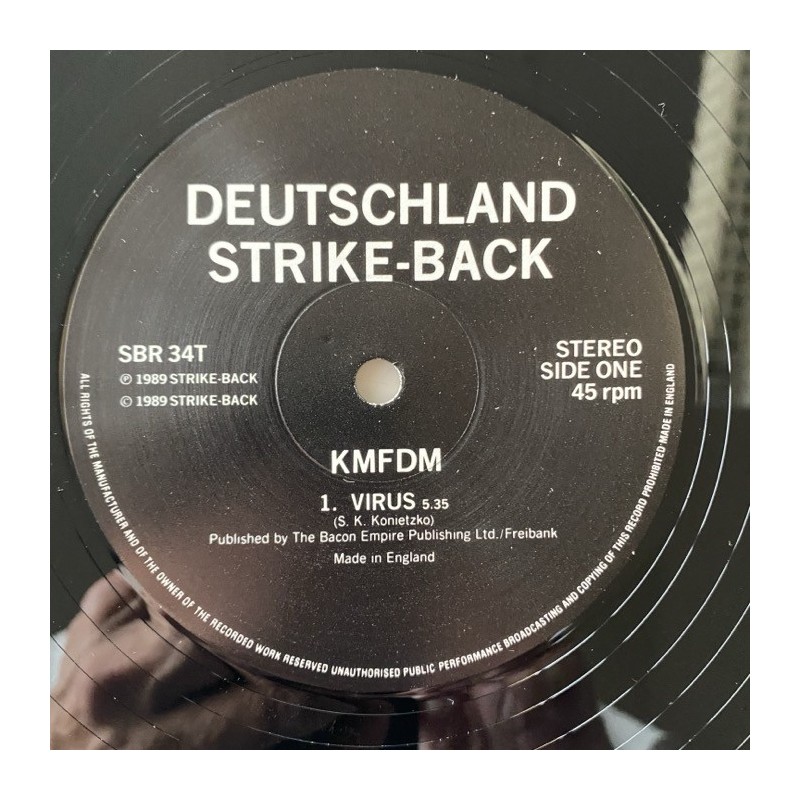 DEUTSCHLAND
STRIKE-BACK
SBR 34T
℗ 1989 STRIKE-BACK
© 1989 STRIKE-BACK
STEREO
SIDE ONE
45 rpm
KMFDM
1. VIRUS 5.35
(S. K. Konietzko)
Published by The Bacon Empire Publishing Ltd./Freibank
Made in England
ALL RIGHTS OF THE MANUFACTURER AND OF THE OWNER OF THE RECORDED WORK RESERVED UNAUTHORISED PUBLIC PERFORMANCE BROADCASTING AND COPYING OF THIS RECORD PROHIBITED MADE IN ENGLAND